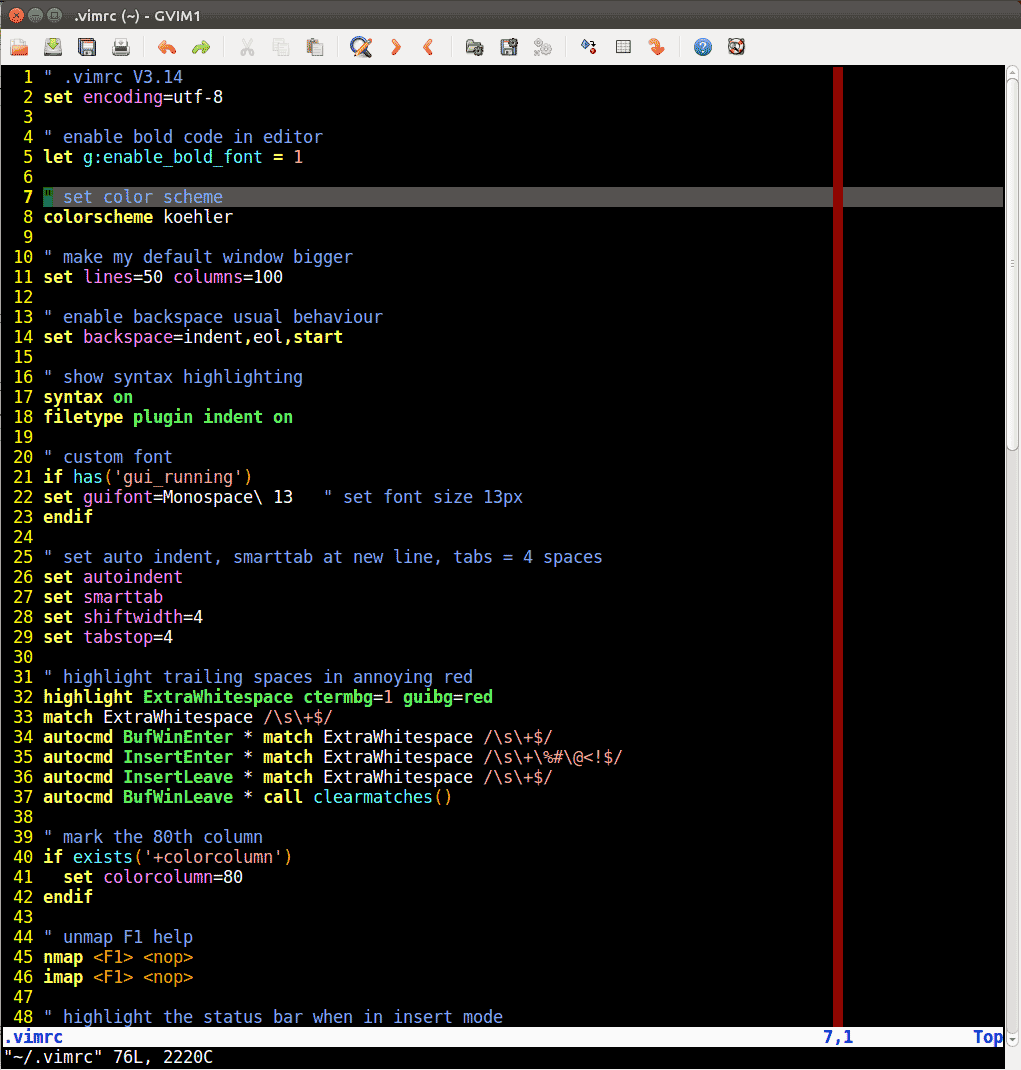 .vimrc (~) - GVIM1
1 " .vimrc V3.14
2 set encoding=utf-8
3
4 " enable bold code in editor
5 let g:enable_bold_font = 1
6
7 " set color scheme
8 colorscheme koehler
9
10 " make my default window bigger
11 set lines=50 columns=100
12
13 " enable backspace usual behaviour
14 set backspace=indent,eol,start
15
16 " show syntax highlighting
17 syntax on
18 filetype plugin indent on
19
20 " custom font
21 if has('gui_running')
22 set guifont=Monospace\ 13   " set font size 13px
23 endif
24
25 " set auto indent, smarttab at new line, tabs = 4 spaces
26 set autoindent
27 set smarttab
28 set shiftwidth=4
29 set tabstop=4
30
31 " highlight trailing spaces in annoying red
32 highlight ExtraWhitespace ctermbg=1 guibg=red
33 match ExtraWhitespace /\s\+$/
34 autocmd BufWinEnter * match ExtraWhitespace /\s\+$/
35 autocmd InsertEnter * match ExtraWhitespace /\s\+\%#\@<!$/
36 autocmd InsertLeave * match ExtraWhitespace /\s\+$/
37 autocmd BufWinLeave * call clearmatches()
38
39 " mark the 80th column
40 if exists('+colorcolumn')
41   set colorcolumn=80
42 endif
43
44 " unmap F1 help
45 nmap <F1> <nop>
46 imap <F1> <nop>
47
48 " highlight the status bar when in insert mode
.vimrc 7,1 Top
"~/.vimrc" 76L, 2220C